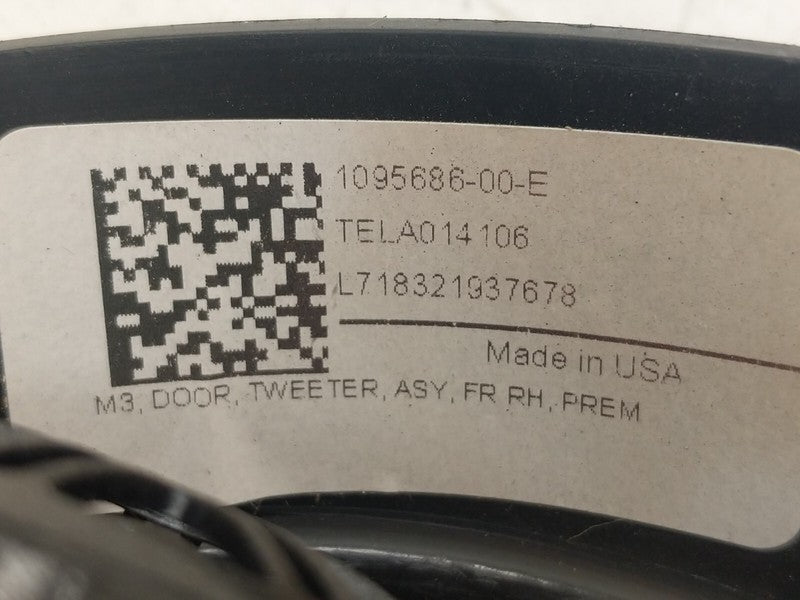 1095686-00-E
TELA014106
L718321937678
Made in USA
M3, DOOR, TWEETER, ASY, FR RH, PREM